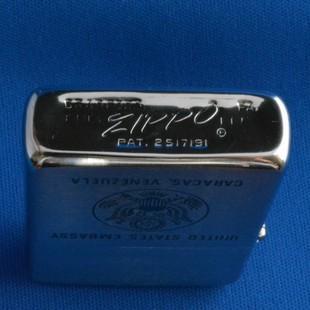 ZIPPO
©
PAT. 2517191
CARACAS, VENEZUELA
UNITED STATES EMBASSY